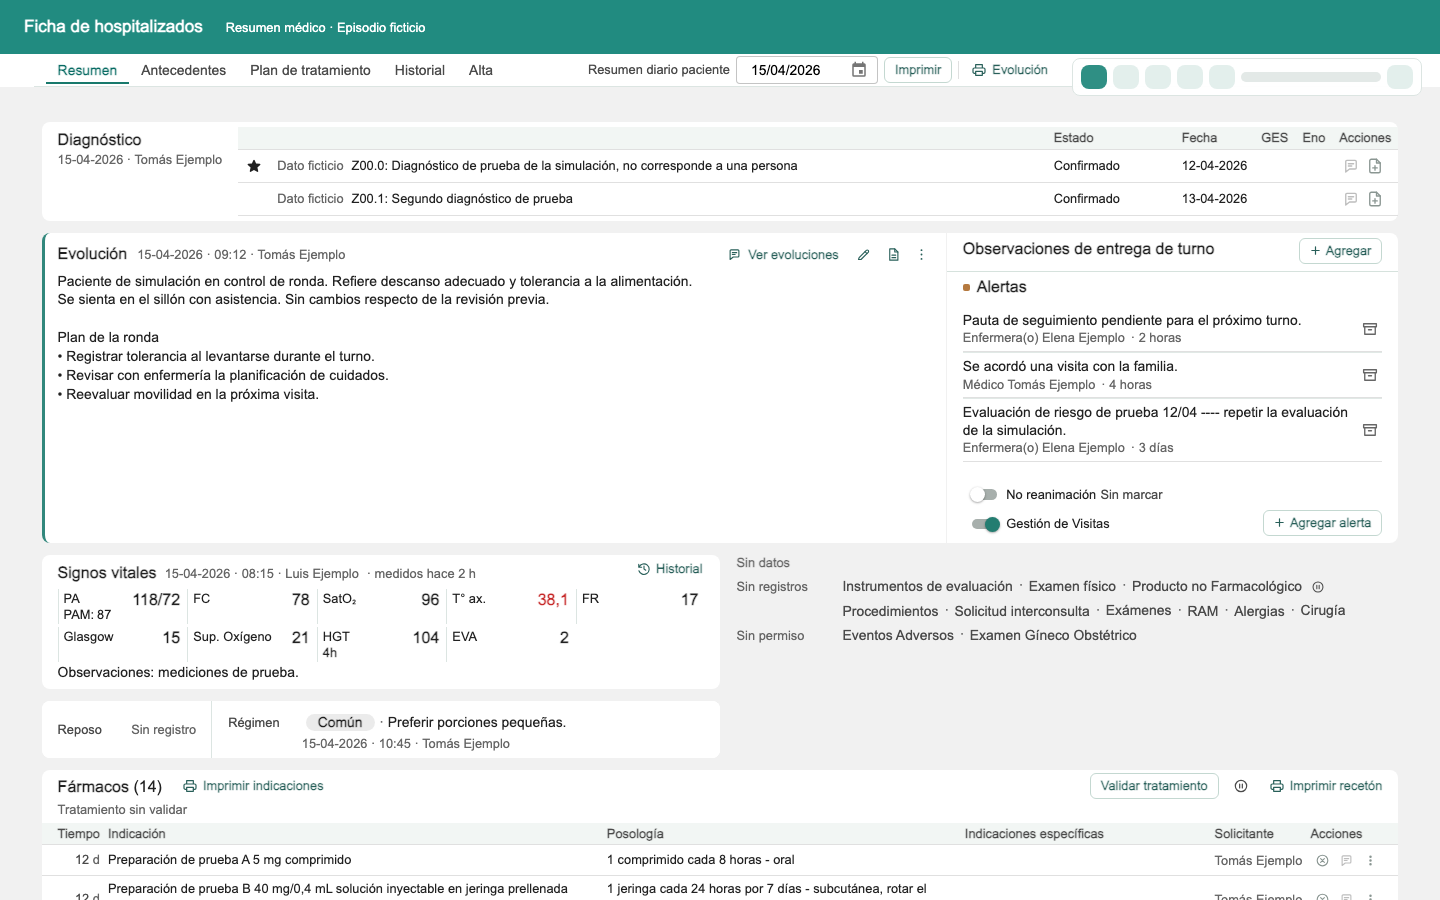 Ficha de hospitalizados Resumen médico · Episodio ficticio
Resumen Antecedentes Plan de tratamiento Historial Alta Resumen diario paciente 15/04/2026 Imprimir Evolución
Diagnóstico
15-04-2026 · Tomás Ejemplo
Estado Fecha GES Eno Acciones
Dato ficticio Z00.0: Diagnóstico de prueba de la simulación, no corresponde a una persona Confirmado 12-04-2026
Dato ficticio Z00.1: Segundo diagnóstico de prueba Confirmado 13-04-2026
Evolución 15-04-2026 · 09:12 · Tomás Ejemplo Ver evoluciones
Paciente de simulación en control de ronda. Refiere descanso adecuado y tolerancia a la alimentación.
Se sienta en el sillón con asistencia. Sin cambios respecto de la revisión previa.
Plan de la ronda
• Registrar tolerancia al levantarse durante el turno.
• Revisar con enfermería la planificación de cuidados.
• Reevaluar movilidad en la próxima visita.
Observaciones de entrega de turno + Agregar
Alertas
Pauta de seguimiento pendiente para el próximo turno.
Enfermera(o) Elena Ejemplo · 2 horas
Se acordó una visita con la familia.
Médico Tomás Ejemplo · 4 horas
Evaluación de riesgo de prueba 12/04 ---- repetir la evaluación
de la simulación.
Enfermera(o) Elena Ejemplo · 3 días
No reanimación Sin marcar
Gestión de Visitas + Agregar alerta
Signos vitales 15-04-2026 · 08:15 · Luis Ejemplo · medidos hace 2 h Historial
PA 118/72 FC 78 SatO₂ 96 T° ax. 38,1 FR 17
PAM: 87
Glasgow 15 Sup. Oxígeno 21 HGT 104 EVA 2
4h
Observaciones: mediciones de prueba.
Sin datos
Sin registros Instrumentos de evaluación · Examen físico · Producto no Farmacológico
Procedimientos · Solicitud interconsulta · Exámenes · RAM · Alergias · Cirugía
Sin permiso Eventos Adversos · Examen Gíneco Obstétrico
Reposo Sin registro Régimen Común · Preferir porciones pequeñas.
15-04-2026 · 10:45 · Tomás Ejemplo
Fármacos (14) Imprimir indicaciones Validar tratamiento Imprimir recetón
Tratamiento sin validar
Tiempo Indicación Posología Indicaciones específicas Solicitante Acciones
12 d Preparación de prueba A 5 mg comprimido 1 comprimido cada 8 horas - oral Tomás Ejemplo
Preparación de prueba B 40 mg/0,4 mL solución inyectable en jeringa prellenada 1 jeringa cada 24 horas por 7 días - subcutánea, rotar el
12 d Tomás Ejemplo